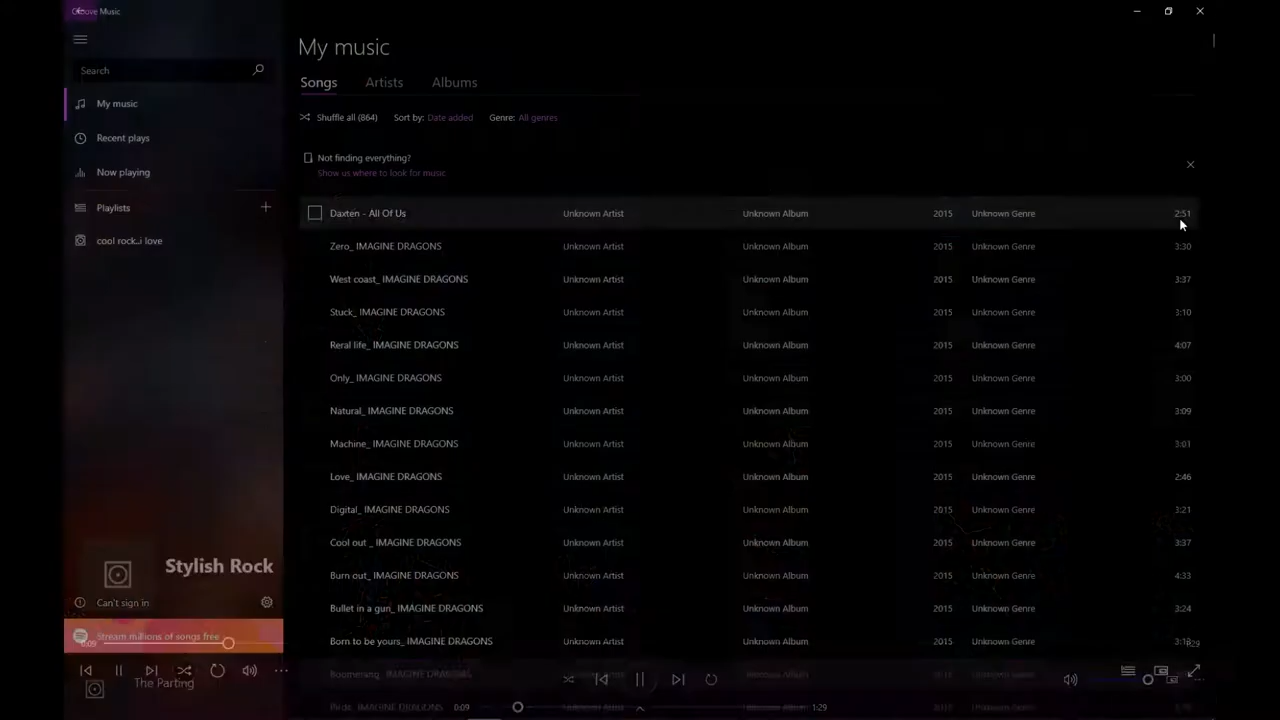 Groove Music
My music
Search
Songs Artists Albums
My music
Shuffle all (864) Sort by: Date added Genre: All genres
Recent plays
Not finding everything?
Show us where to look for music
Now playing
Playlists
cool rock..i love
Daxten - All Of Us Unknown Artist Unknown Album 2015 Unknown Genre 2:51
Zero_ IMAGINE DRAGONS Unknown Artist Unknown Album 2015 Unknown Genre 3:30
West coast_ IMAGINE DRAGONS Unknown Artist Unknown Album 2015 Unknown Genre 3:37
Stuck_ IMAGINE DRAGONS Unknown Artist Unknown Album 2015 Unknown Genre 3:10
Reral life_ IMAGINE DRAGONS Unknown Artist Unknown Album 2015 Unknown Genre 4:07
Only_ IMAGINE DRAGONS Unknown Artist Unknown Album 2015 Unknown Genre 3:00
Natural_ IMAGINE DRAGONS Unknown Artist Unknown Album 2015 Unknown Genre 3:09
Machine_ IMAGINE DRAGONS Unknown Artist Unknown Album 2015 Unknown Genre 3:01
Love_ IMAGINE DRAGONS Unknown Artist Unknown Album 2015 Unknown Genre 2:46
Digital_ IMAGINE DRAGONS Unknown Artist Unknown Album 2015 Unknown Genre 3:21
Cool out _ IMAGINE DRAGONS Unknown Artist Unknown Album 2015 Unknown Genre 3:37
Burn out_ IMAGINE DRAGONS Unknown Artist Unknown Album 2015 Unknown Genre 4:33
Bullet in a gun_ IMAGINE DRAGONS Unknown Artist Unknown Album 2015 Unknown Genre 3:24
Born to be yours_ IMAGINE DRAGONS Unknown Artist Unknown Album 2015 Unknown Genre
Boomerang_ IMAGINE DRAGONS Unknown Artist Unknown Album 2015 Unknown Genre
Stylish Rock
Can't sign in
Stream millions of songs free
0:09
The Parting
0:09 1:29